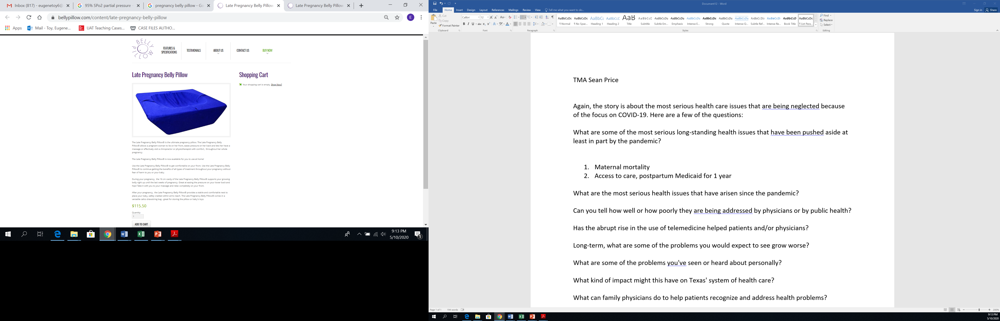 Inbox (817) - eugenetoy6@
95% SPo2 partial pressure -
pregnancy belly pillow - Go
Late Pregnancy Belly Pillow
Late Pregnancy Belly Pillow
bellypillow.com/content/late-pregnancy-belly-pillow
E
Apps
Mail - Toy, Eugene...
UAT Teaching Cases...
CASE FILES AUTHO...
BELLY PILLOW
FEATURES &
SPECIFICATIONS
TESTIMONIALS
ABOUT US
CONTACT US
BUY NOW
Late Pregnancy Belly Pillow
Shopping Cart
Your shopping cart is empty. Shop Now?
The Late Pregnancy Belly Pillow® is the ultimate pregnancy pillow. The Late Pregnancy Belly
Pillow® allows a pregnant woman to lie on her front, eases pressure on her back and lets her have a
massage or effectively visit a chiropractor or physiotherapist with comfort, throughout her whole
pregnancy.
The Late Pregnancy Belly Pillow® is now available for you to use at home!
Use the Late Pregnancy Belly Pillow® to get comfortable on your front. Use the Late Pregnancy Belly
Pillow® to continue getting the benefits of all types of treatment throughout your pregnancy without
fear of harm to you or your baby.
During your pregnancy, the 16 cm cavity of the Late Pregnancy Belly Pillow® supports your growing
belly right up until the last weeks of pregnancy. Great at easing the pressure on your lower back and
hips! Take it with you to your massage and relax completely on your front.
After your pregnancy, the Late Pregnancy Belly Pillow® provides a stable and comfortable nest to
place your baby, safely cradled within arms reach. The Late Pregnancy Belly Pillow® comes in a
versatile calico drawstring bag - great for storing the pillow or baby's toys.
$115.50
Quantity
1
ADD TO CART
9:13 PM
5/10/2020
1
Document12 - Word
Sign in
Share
File
Home
Insert
Design
Layout
References
Mailings
Review
View
Tell me what you want to do...
Paste
Cut
Copy
Format Painter
Clipboard
Calibri
12
Font
Paragraph
AaBbCcDc
¶ Normal
AaBbCcDc
¶ No Spac...
AaBbC(
Heading 1
AaBbCcE
Heading 2
AaB
Title
AaBbCcE
Subtitle
AaBbCcDa
Subtle Em...
AaBbCcDa
Emphasis
AaBbCcDa
Intense E...
AaBbCcDc
Strong
AaBbCcDa
Quote
AaBbCcDa
Intense Q...
AaBbCcDd
Subtle Ref...
AaBbCcD
Intense Re...
AaBbCcD
Book Title
AaBbCcDc
¶ List Para...
Styles
Find
Replace
Select
Editing
TMA Sean Price
Again, the story is about the most serious health care issues that are being neglected because
of the focus on COVID-19. Here are a few of the questions:
What are some of the most serious long-standing health issues that have been pushed aside at
least in part by the pandemic?
1. Maternal mortality
2. Access to care, postpartum Medicaid for 1 year
What are the most serious health issues that have arisen since the pandemic?
Can you tell how well or how poorly they are being addressed by physicians or by public health?
Has the abrupt rise in the use of telemedicine helped patients and/or physicians?
Long-term, what are some of the problems you would expect to see grow worse?
What are some of the problems you've seen or heard about personally?
What kind of impact might this have on Texas' system of health care?
What can family physicians do to help patients recognize and address health problems?
Page 1 of 1
194 words
200%
9:13 PM
5/10/2020